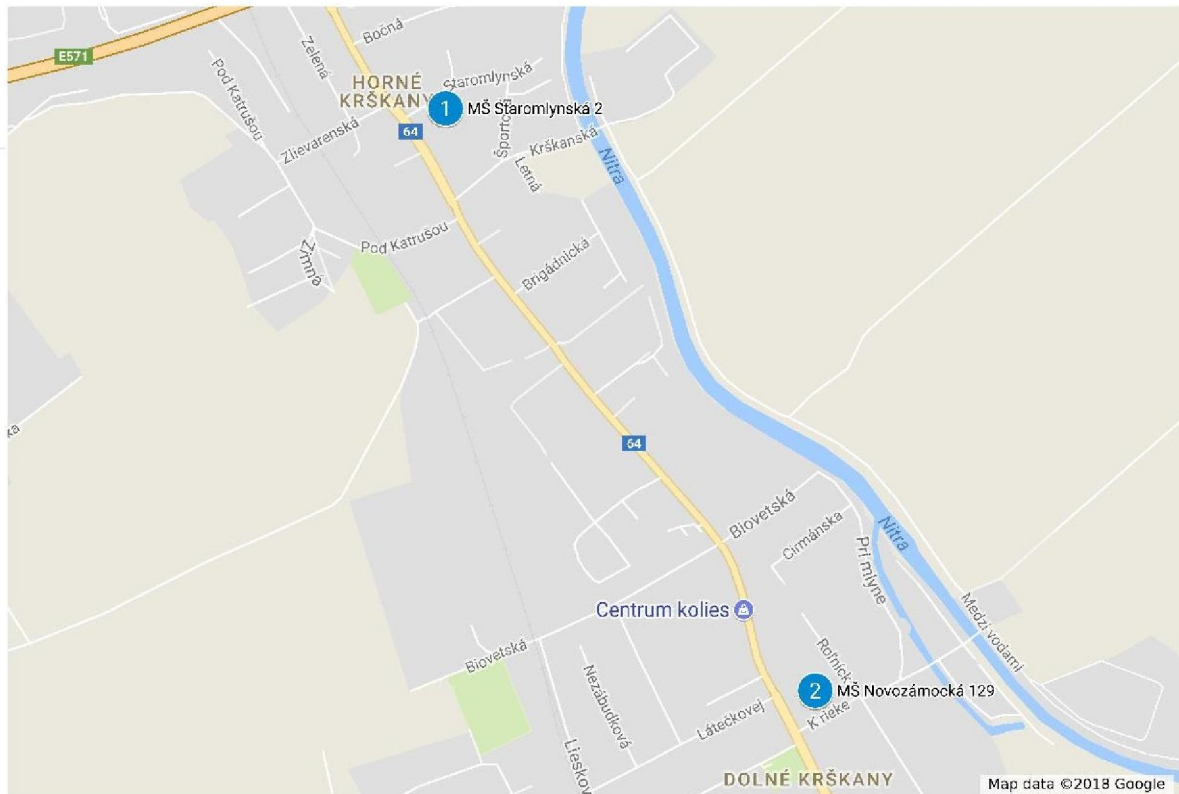 E571
Zelená
Bočná
Pod Katrušou
HORNÉ
KRŠKANY
Staromlynská
1
MŠ Staromlynská 2
64
Zlievarenská
Športová
Krškanská
Letná
Nitra
Zimná
Pod Katrušou
Brigádnická
64
Biovetská
Cirmánska
Pri mlyne
Nitra
Centrum kolies
Medzi vodami
Biovetská
Nezábudková
2
MŠ Novozámocká 129
K rieke
Látečkovej
DOLNÉ KRŠKANY
Map data ©2018 Google